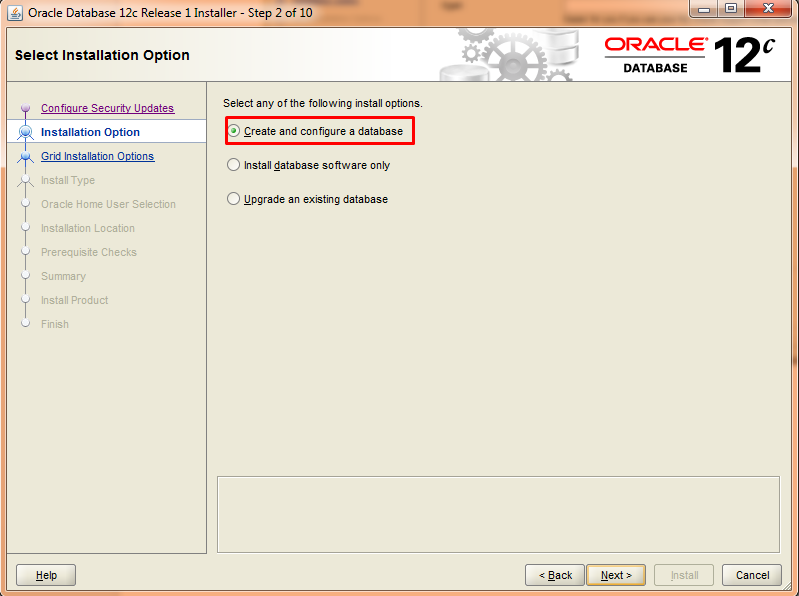 Oracle Database 12c Release 1 Installer - Step 2 of 10
Select Installation Option
ORACLE®
DATABASE
12c
Configure Security Updates
Installation Option
Grid Installation Options
Install Type
Oracle Home User Selection
Installation Location
Prerequisite Checks
Summary
Install Product
Finish
Select any of the following install options.
Create and configure a database
Install database software only
Upgrade an existing database
Help
< Back
Next >
Install
Cancel